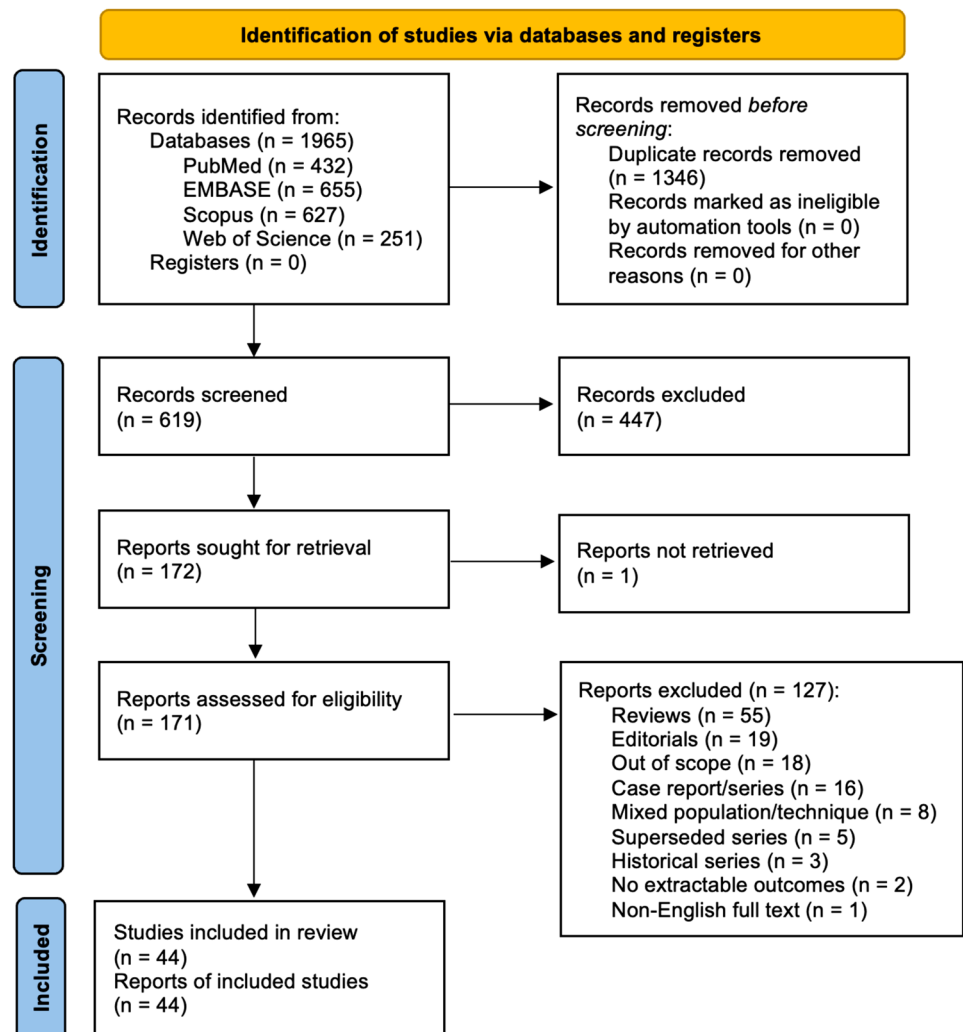 Identification of studies via databases and registers
Identification
Records identified from:
Databases (n = 1965)
PubMed (n = 432)
EMBASE (n = 655)
Scopus (n = 627)
Web of Science (n = 251)
Registers (n = 0)
Records removed before
screening:
Duplicate records removed
(n = 1346)
Records marked as ineligible
by automation tools (n = 0)
Records removed for other
reasons (n = 0)
Screening
Records screened
(n = 619)
Records excluded
(n = 447)
Reports sought for retrieval
(n = 172)
Reports not retrieved
(n = 1)
Reports assessed for eligibility
(n = 171)
Reports excluded (n = 127):
Reviews (n = 55)
Editorials (n = 19)
Out of scope (n = 18)
Case report/series (n = 16)
Mixed population/technique (n = 8)
Superseded series (n = 5)
Historical series (n = 3)
No extractable outcomes (n = 2)
Non-English full text (n = 1)
Included
Studies included in review
(n = 44)
Reports of included studies
(n = 44)